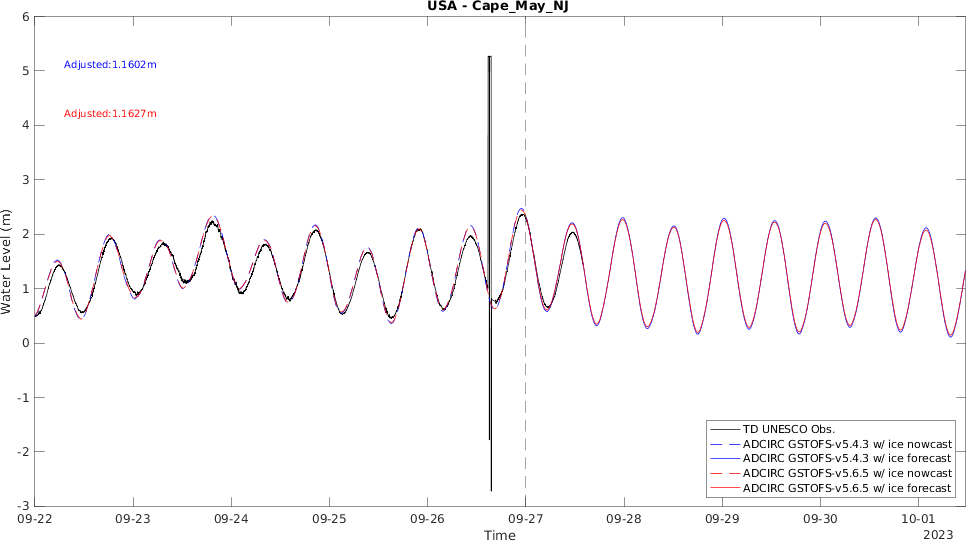 USA - Cape_May_NJ
6
5
4
3
2
1
0
-1
-2
-3
Water Level (m)
Adjusted:1.1602m
Adjusted:1.1627m
TD UNESCO Obs.
ADCIRC GSTOFS-v5.4.3 w/ ice nowcast
ADCIRC GSTOFS-v5.4.3 w/ ice forecast
ADCIRC GSTOFS-v5.6.5 w/ ice nowcast
ADCIRC GSTOFS-v5.6.5 w/ ice forecast
09-22 09-23 09-24 09-25 09-26 09-27 09-28 09-29 09-30 10-01
Time
2023